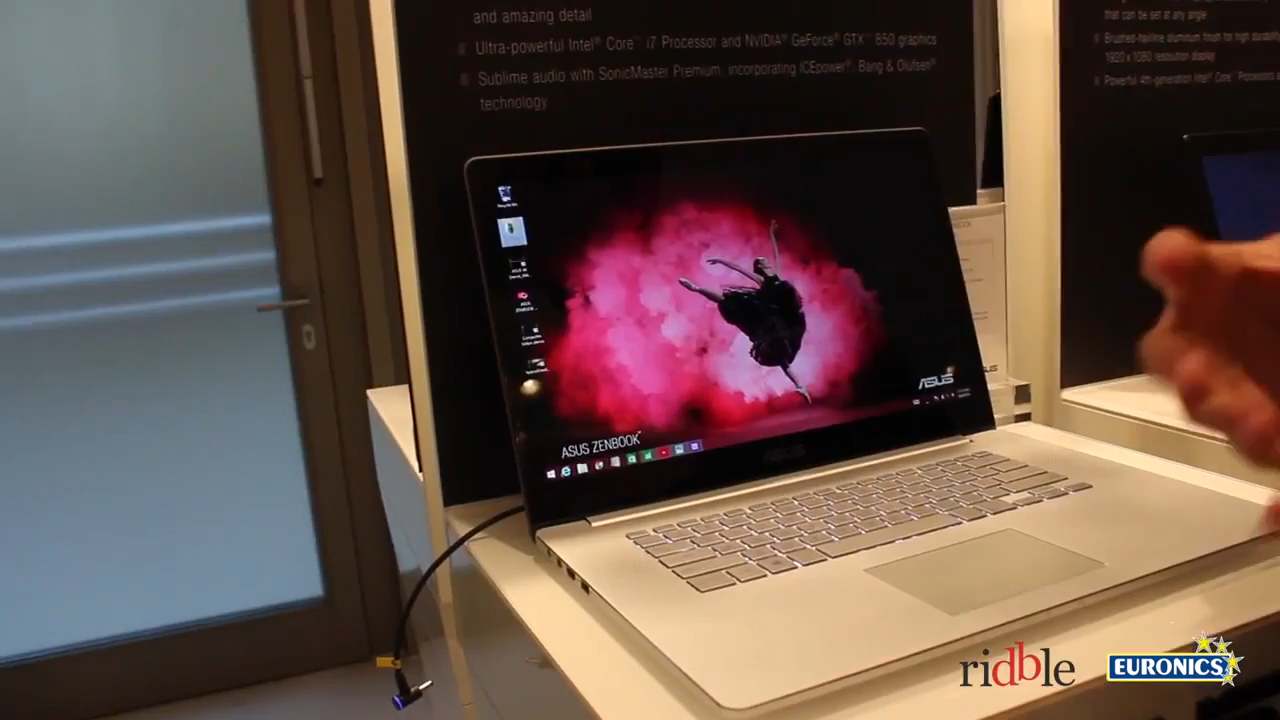 and amazing detail
Ultra-powerful Intel® Core™ i7 Processor and NVIDIA® GeForce® GTX™ 850 graphics
Sublime audio with SonicMaster Premium, incorporating ICEpower®, Bang & Olufsen®
technology
that can be set at any angle
Brushed-hairline aluminum finish for high
1920 x 1080 resolution display
Powerful 4th-generation Intel® Core™ Processors
ASUS
ASUS ZENBOOK™
ASUS
ridble
EURONICS